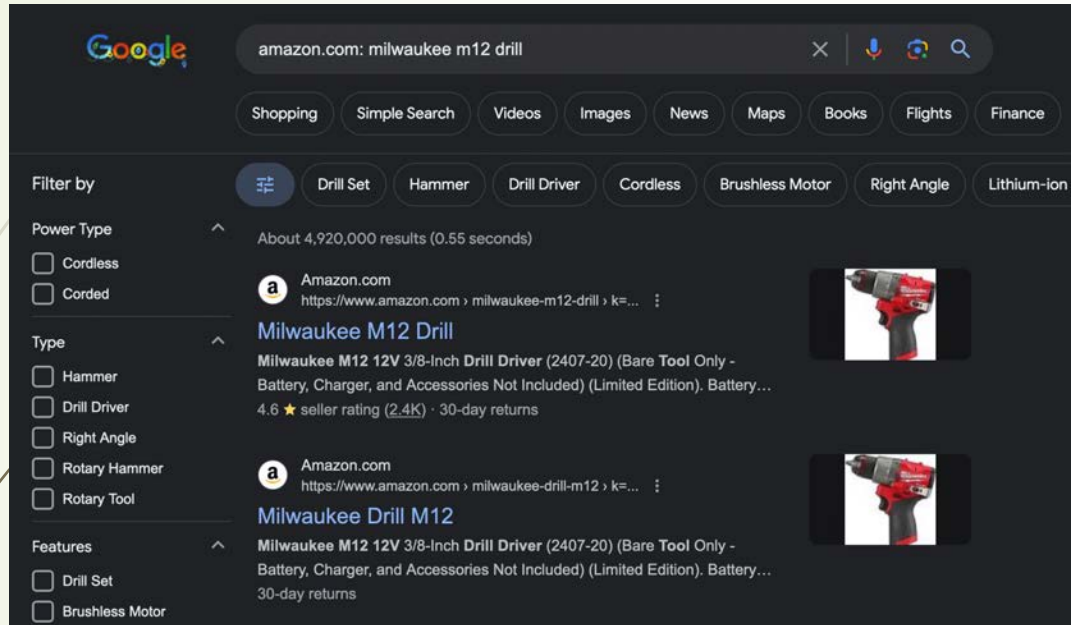 Google
amazon.com: milwaukee m12 drill
Shopping
Simple Search
Videos
Images
News
Maps
Books
Flights
Finance
Filter by
Drill Set
Hammer
Drill Driver
Cordless
Brushless Motor
Right Angle
Lithium-ion
Power Type
Cordless
Corded
Type
Hammer
Drill Driver
Right Angle
Rotary Hammer
Rotary Tool
Features
Drill Set
Brushless Motor
About 4,920,000 results (0.55 seconds)
a
Amazon.com
https://www.amazon.com › milwaukee-m12-drill › k=...
Milwaukee M12 Drill
Milwaukee M12 12V 3/8-Inch Drill Driver (2407-20) (Bare Tool Only -
Battery, Charger, and Accessories Not Included) (Limited Edition). Battery...
4.6 ★ seller rating (2.4K) · 30-day returns
a
Amazon.com
https://www.amazon.com › milwaukee-drill-m12 › k=...
Milwaukee Drill M12
Milwaukee M12 12V 3/8-Inch Drill Driver (2407-20) (Bare Tool Only -
Battery, Charger, and Accessories Not Included) (Limited Edition). Battery...
30-day returns